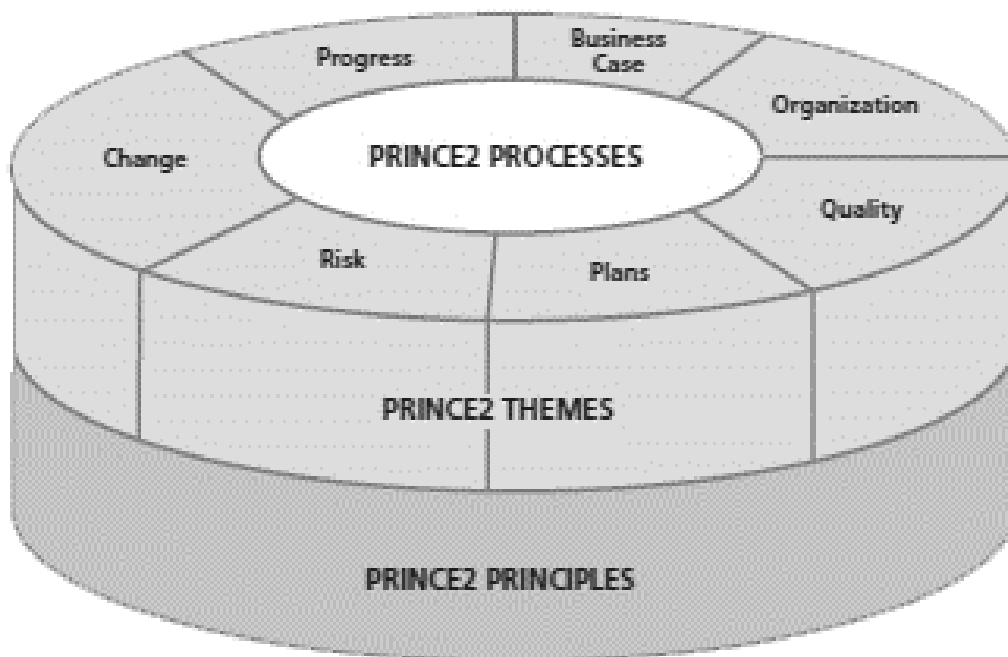 Progress
Business
Case
Organization
Change
PRINCE2 PROCESSES
Quality
Risk
Plans
PRINCE2 THEMES
PRINCE2 PRINCIPLES